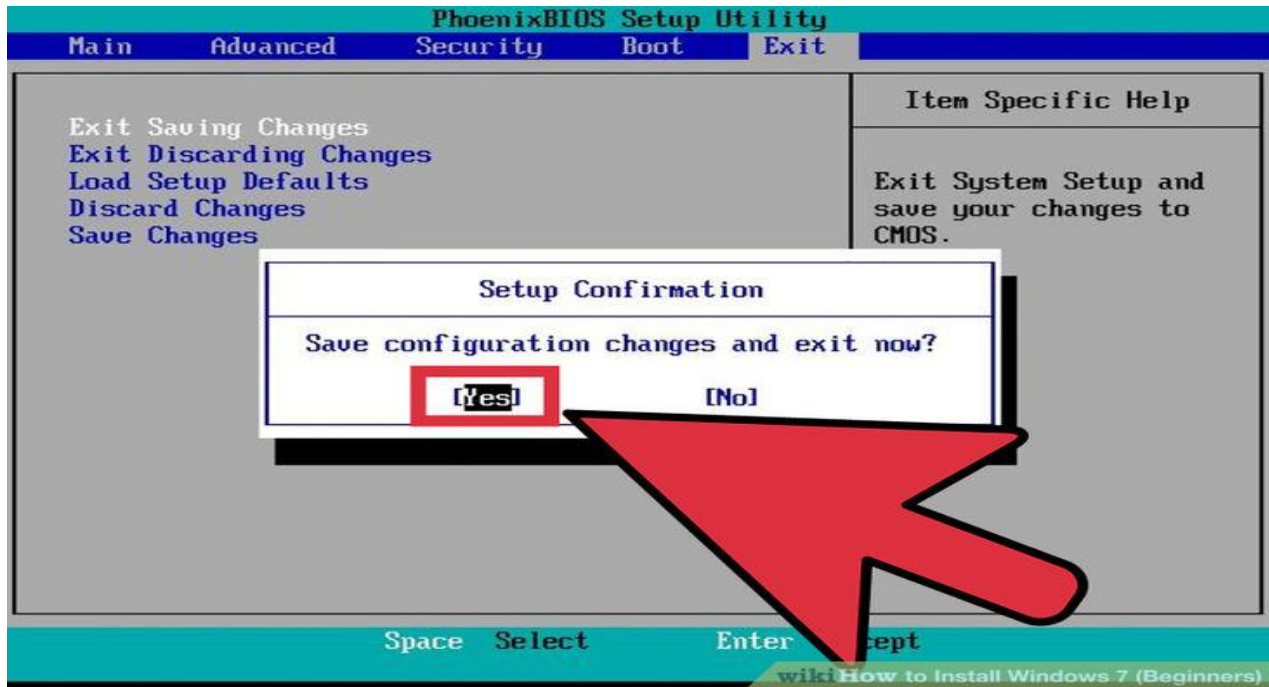 PhoenixBIOS Setup Utility
Main Advanced Security Boot Exit
Item Specific Help
Exit Saving Changes
Exit Discarding Changes
Load Setup Defaults
Discard Changes
Save Changes
Exit System Setup and
save your changes to
CMOS.
Setup Confirmation
Save configuration changes and exit now?
[Yes] [No]
Space Select Enter cept
wikiHow to Install Windows 7 (Beginners)